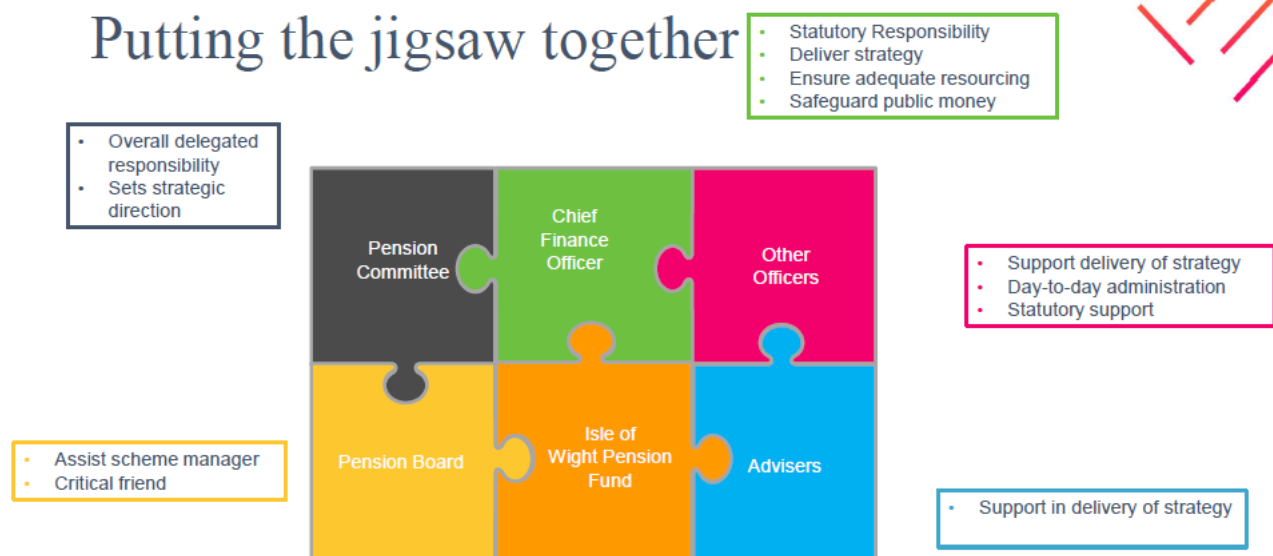 Putting the jigsaw together
• Statutory Responsibility
• Deliver strategy
• Ensure adequate resourcing
• Safeguard public money
• Overall delegated
responsibility
• Sets strategic
direction
Pension
Committee
Chief
Finance
Officer
Other
Officers
• Support delivery of strategy
• Day-to-day administration
• Statutory support
• Assist scheme manager
• Critical friend
Pension Board
Isle of
Wight Pension
Fund
Advisers
• Support in delivery of strategy